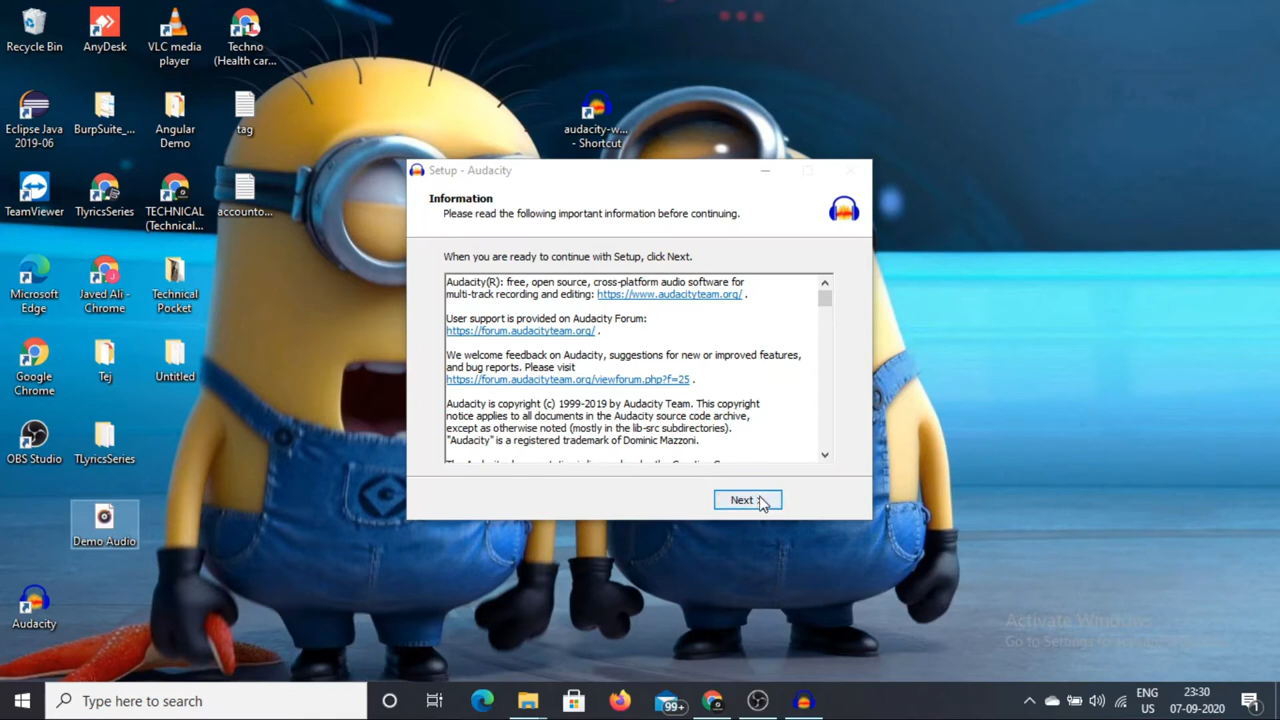 Recycle Bin
AnyDesk
VLC media
player
Techno
(Health car...
Eclipse Java
2019-06
BurpSuite_...
Angular
Demo
tag
audacity-w...
- Shortcut
TeamViewer
TlyricsSeries
TECHNICAL
(Technical...
accounto...
Microsoft
Edge
Javed Ali -
Chrome
Technical
Pocket
Google
Chrome
Tej
Untitled
OBS Studio
TLyricsSeries
Demo Audio
Audacity
Setup - Audacity
Information
Please read the following important information before continuing.
When you are ready to continue with Setup, click Next.
Audacity(R): free, open source, cross-platform audio software for
multi-track recording and editing: https://www.audacityteam.org/ .
User support is provided on Audacity Forum:
https://forum.audacityteam.org/ .
We welcome feedback on Audacity, suggestions for new or improved features,
and bug reports. Please visit
https://forum.audacityteam.org/viewforum.php?f=25 .
Audacity is copyright (c) 1999-2019 by Audacity Team. This copyright
notice applies to all documents in the Audacity source code archive,
except as otherwise noted (mostly in the lib-src subdirectories).
"Audacity" is a registered trademark of Dominic Mazzoni.
Next >
Activate Windows
Go to Settings
Type here to search
99+
ENG
US
23:30
07-09-2020
1